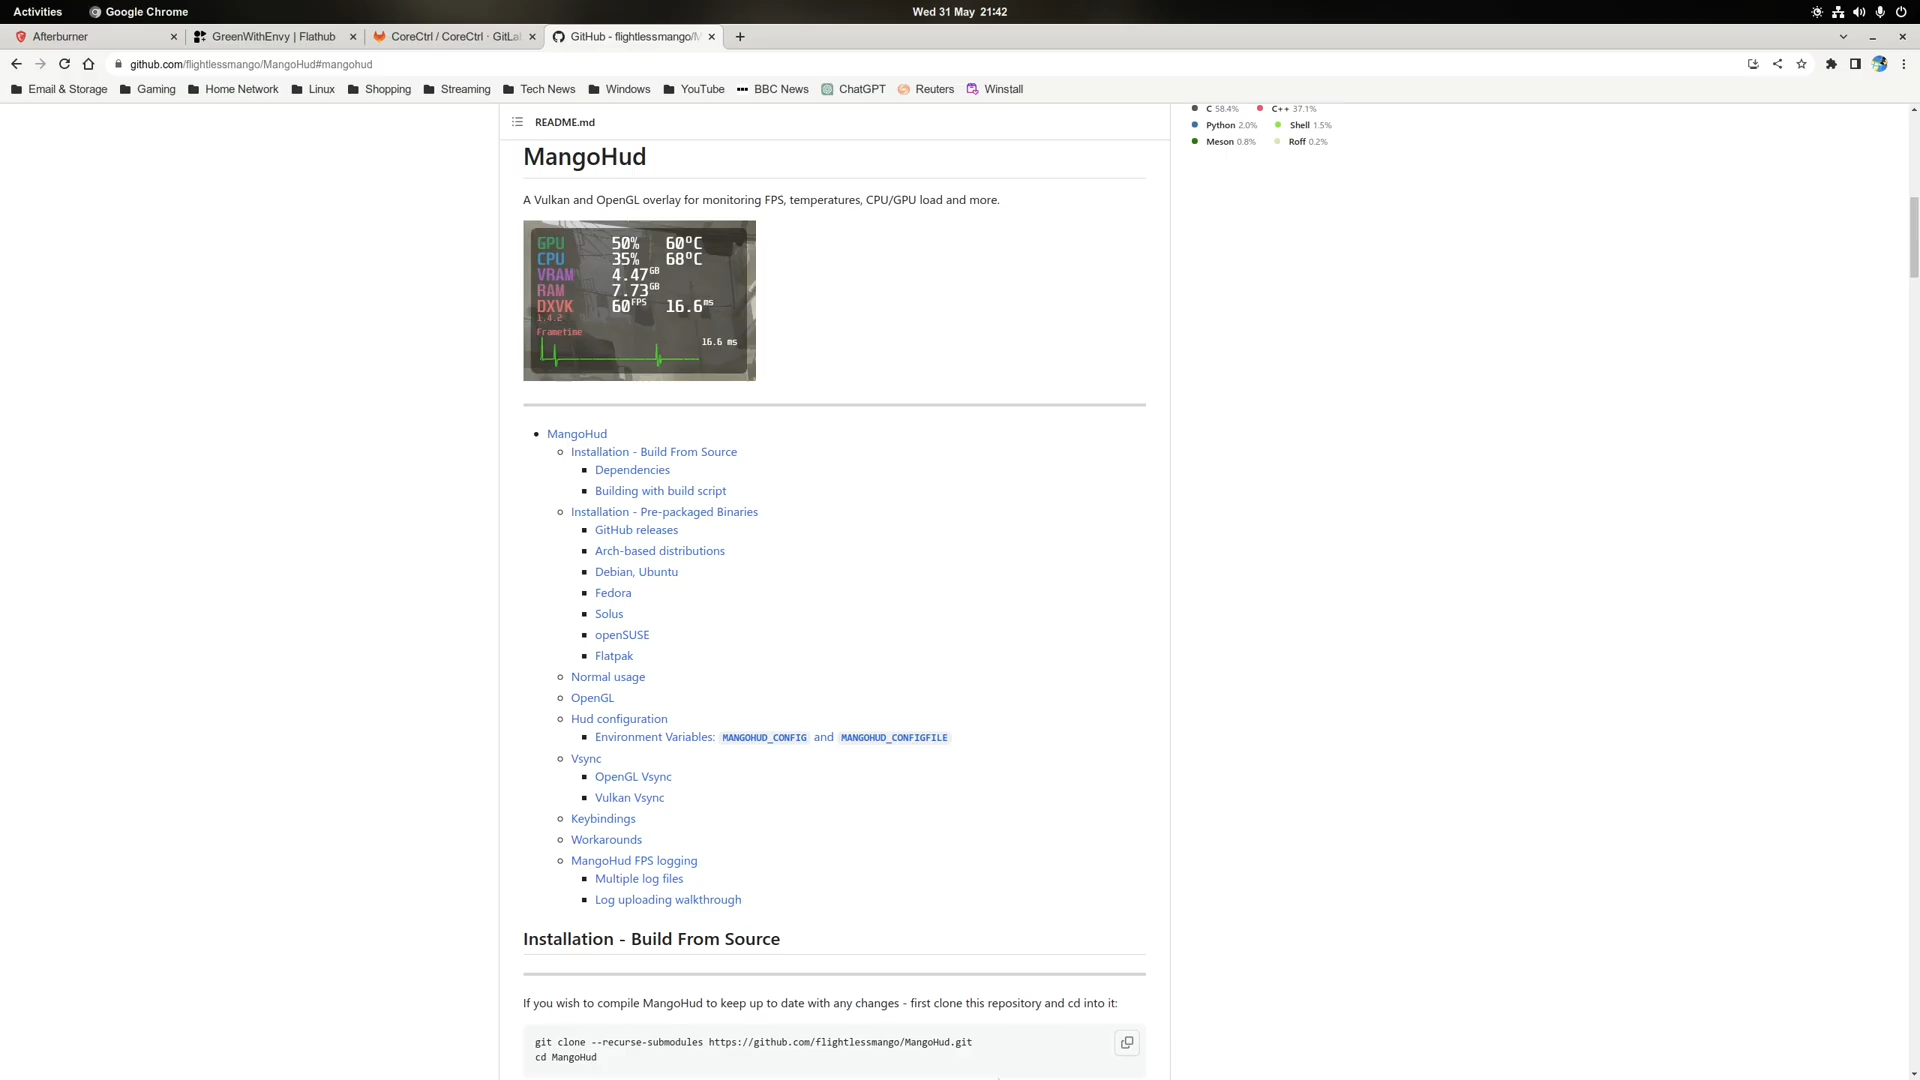 Activities Google Chrome Wed 31 May 21:42
Afterburner GreenWithEnvy | Flathub CoreCtrl / CoreCtrl · GitLa GitHub - flightlessmango/M
github.com/flightlessmango/MangoHud#mangohud
Email & Storage Gaming Home Network Linux Shopping Streaming Tech News Windows YouTube BBC News ChatGPT Reuters Winstall
C 58.4% C++ 37.1%
Python 2.0% Shell 1.5%
Meson 0.8% Roff 0.2%
README.md
MangoHud
A Vulkan and OpenGL overlay for monitoring FPS, temperatures, CPU/GPU load and more.
GPU 50% 60°C
CPU 35% 68°C
VRAM 4.47GB
RAM 7.73GB
DXVK 60FPS 16.6ms
1.4.2
Frametime
16.6 ms
MangoHud
Installation - Build From Source
Dependencies
Building with build script
Installation - Pre-packaged Binaries
GitHub releases
Arch-based distributions
Debian, Ubuntu
Fedora
Solus
openSUSE
Flatpak
Normal usage
OpenGL
Hud configuration
Environment Variables: MANGOHUD_CONFIG and MANGOHUD_CONFIGFILE
Vsync
OpenGL Vsync
Vulkan Vsync
Keybindings
Workarounds
MangoHud FPS logging
Multiple log files
Log uploading walkthrough
Installation - Build From Source
If you wish to compile MangoHud to keep up to date with any changes - first clone this repository and cd into it:
git clone --recurse-submodules https://github.com/flightlessmango/MangoHud.git
cd MangoHud